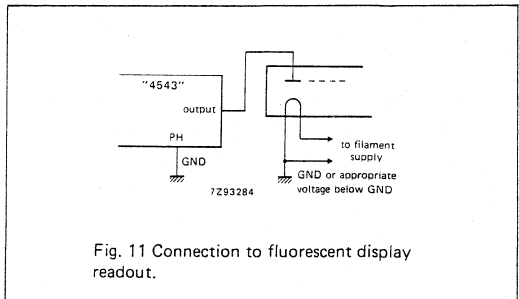 "4543"
output
PH
GND
to filament
supply
GND or appropriate
voltage below GND
7Z93284
Fig. 11 Connection to fluorescent display
readout.